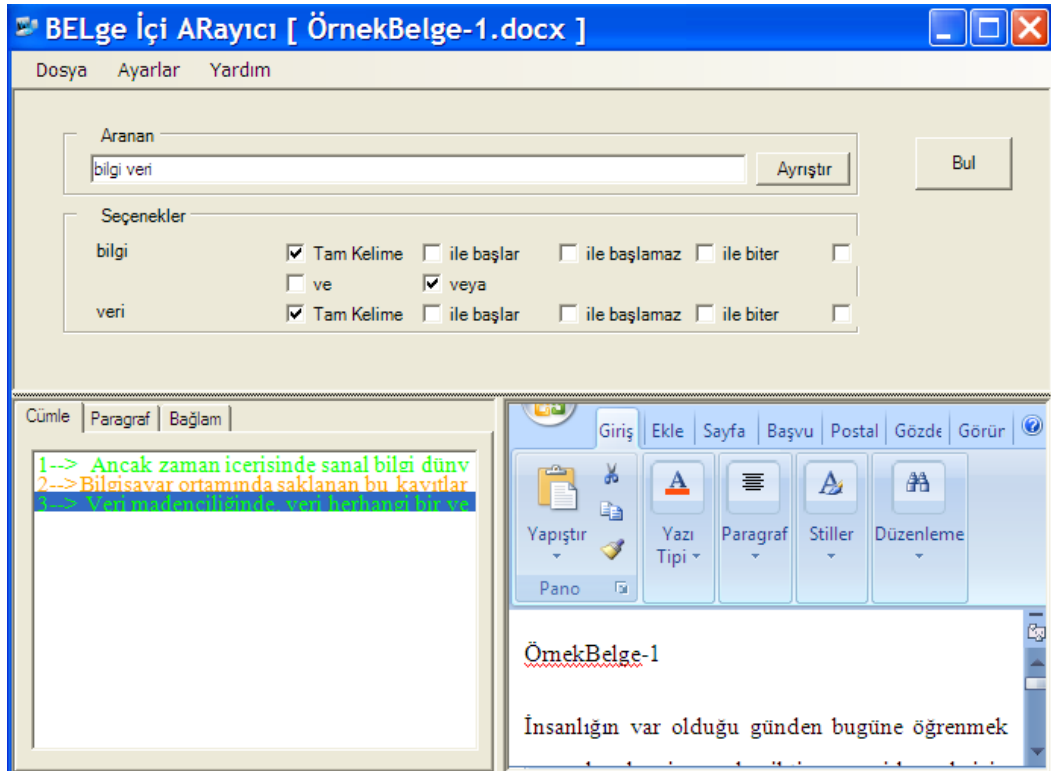 BELge İçi ARayıcı [ ÖrnekBelge-1.docx ]
Dosya Ayarlar Yardım
Aranan
bilgi veri
Ayrıştır
Bul
Seçenekler
bilgi Tam Kelime ile başlar ile başlamaz ile biter
ve veya
veri Tam Kelime ile başlar ile başlamaz ile biter
Cümle Paragraf Bağlam
1--> Ancak zaman icerisinde sanal bilgi düny
2-->Bilgisayar ortamında saklanan bu kayıtlar
3--> Veri madenciliğinde, veri herhangi bir ve
Giriş Ekle Sayfa Başvu Postal Gözde Görür
Yapıştır
Yazı Tipi
Paragraf
Stiller
Düzenleme
Pano
ÖrnekBelge-1
İnsanlığın var olduğu günden bugüne öğrenmek